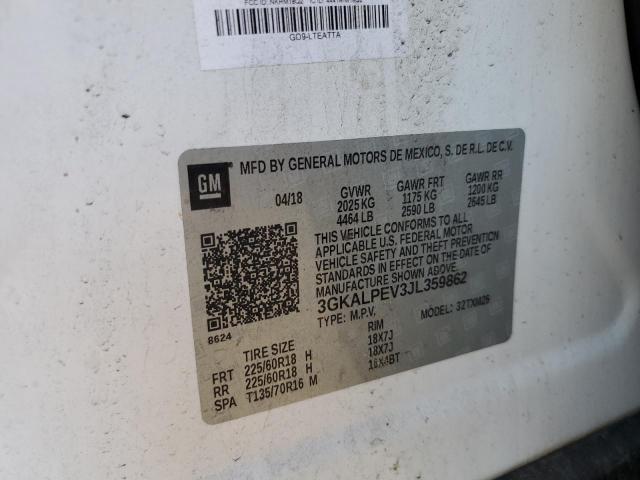 GD9-LTEATTA
GM
MFD BY GENERAL MOTORS DE MEXICO, S. DE R.L. DE C.V.
04/18
GVWR GAWR FRT GAWR RR
2025 KG 1175 KG 1200 KG
4464 LB 2590 LB 2645 LB
THIS VEHICLE CONFORMS TO ALL
APPLICABLE U.S. FEDERAL MOTOR
VEHICLE SAFETY AND THEFT PREVENTION
STANDARDS IN EFFECT ON THE DATE OF
MANUFACTURE SHOWN ABOVE.
3GKALPEV3JL359862
TYPE: M.P.V. MODEL: 32TXM26
8624
TIRE SIZE RIM
FRT 225/60R18 H 18X7J
RR 225/60R18 H 18X7J
SPA T135/70R16 M 16X4BT